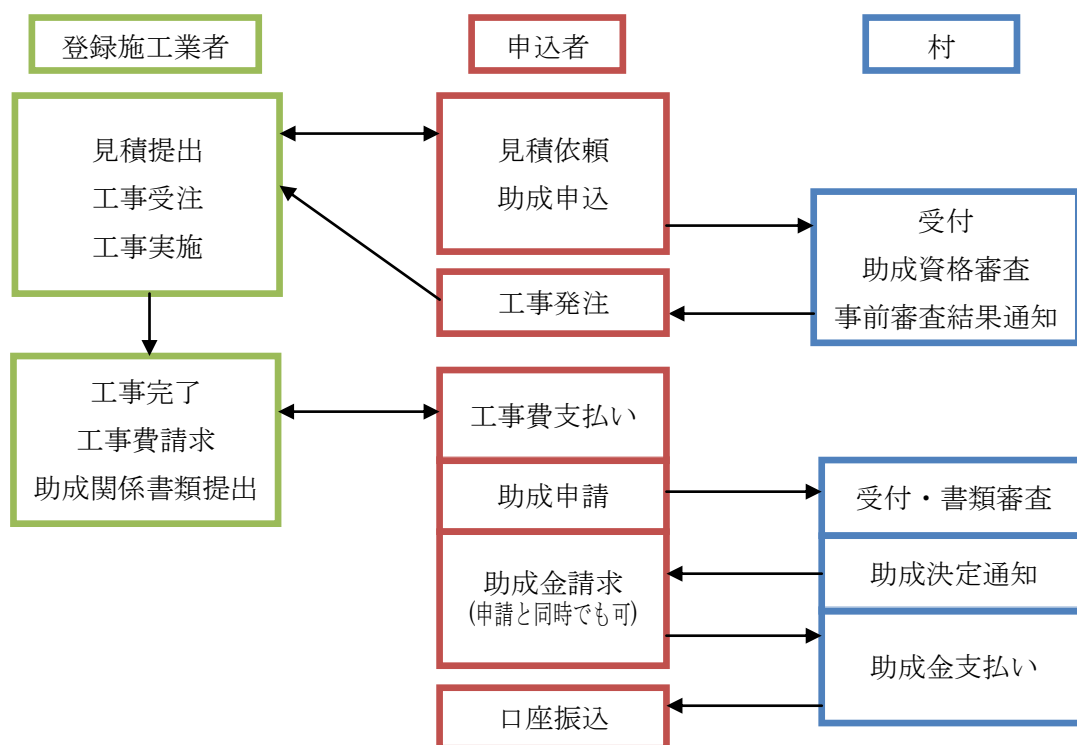 登録施工業者
申込者
村
見積提出
工事受注
工事実施
見積依頼
助成申込
受付
助成資格審査
事前審査結果通知
工事発注
工事完了
工事費請求
助成関係書類提出
工事費支払い
助成申請
受付・書類審査
助成決定通知
助成金請求
(申請と同時でも可)
助成金支払い
口座振込